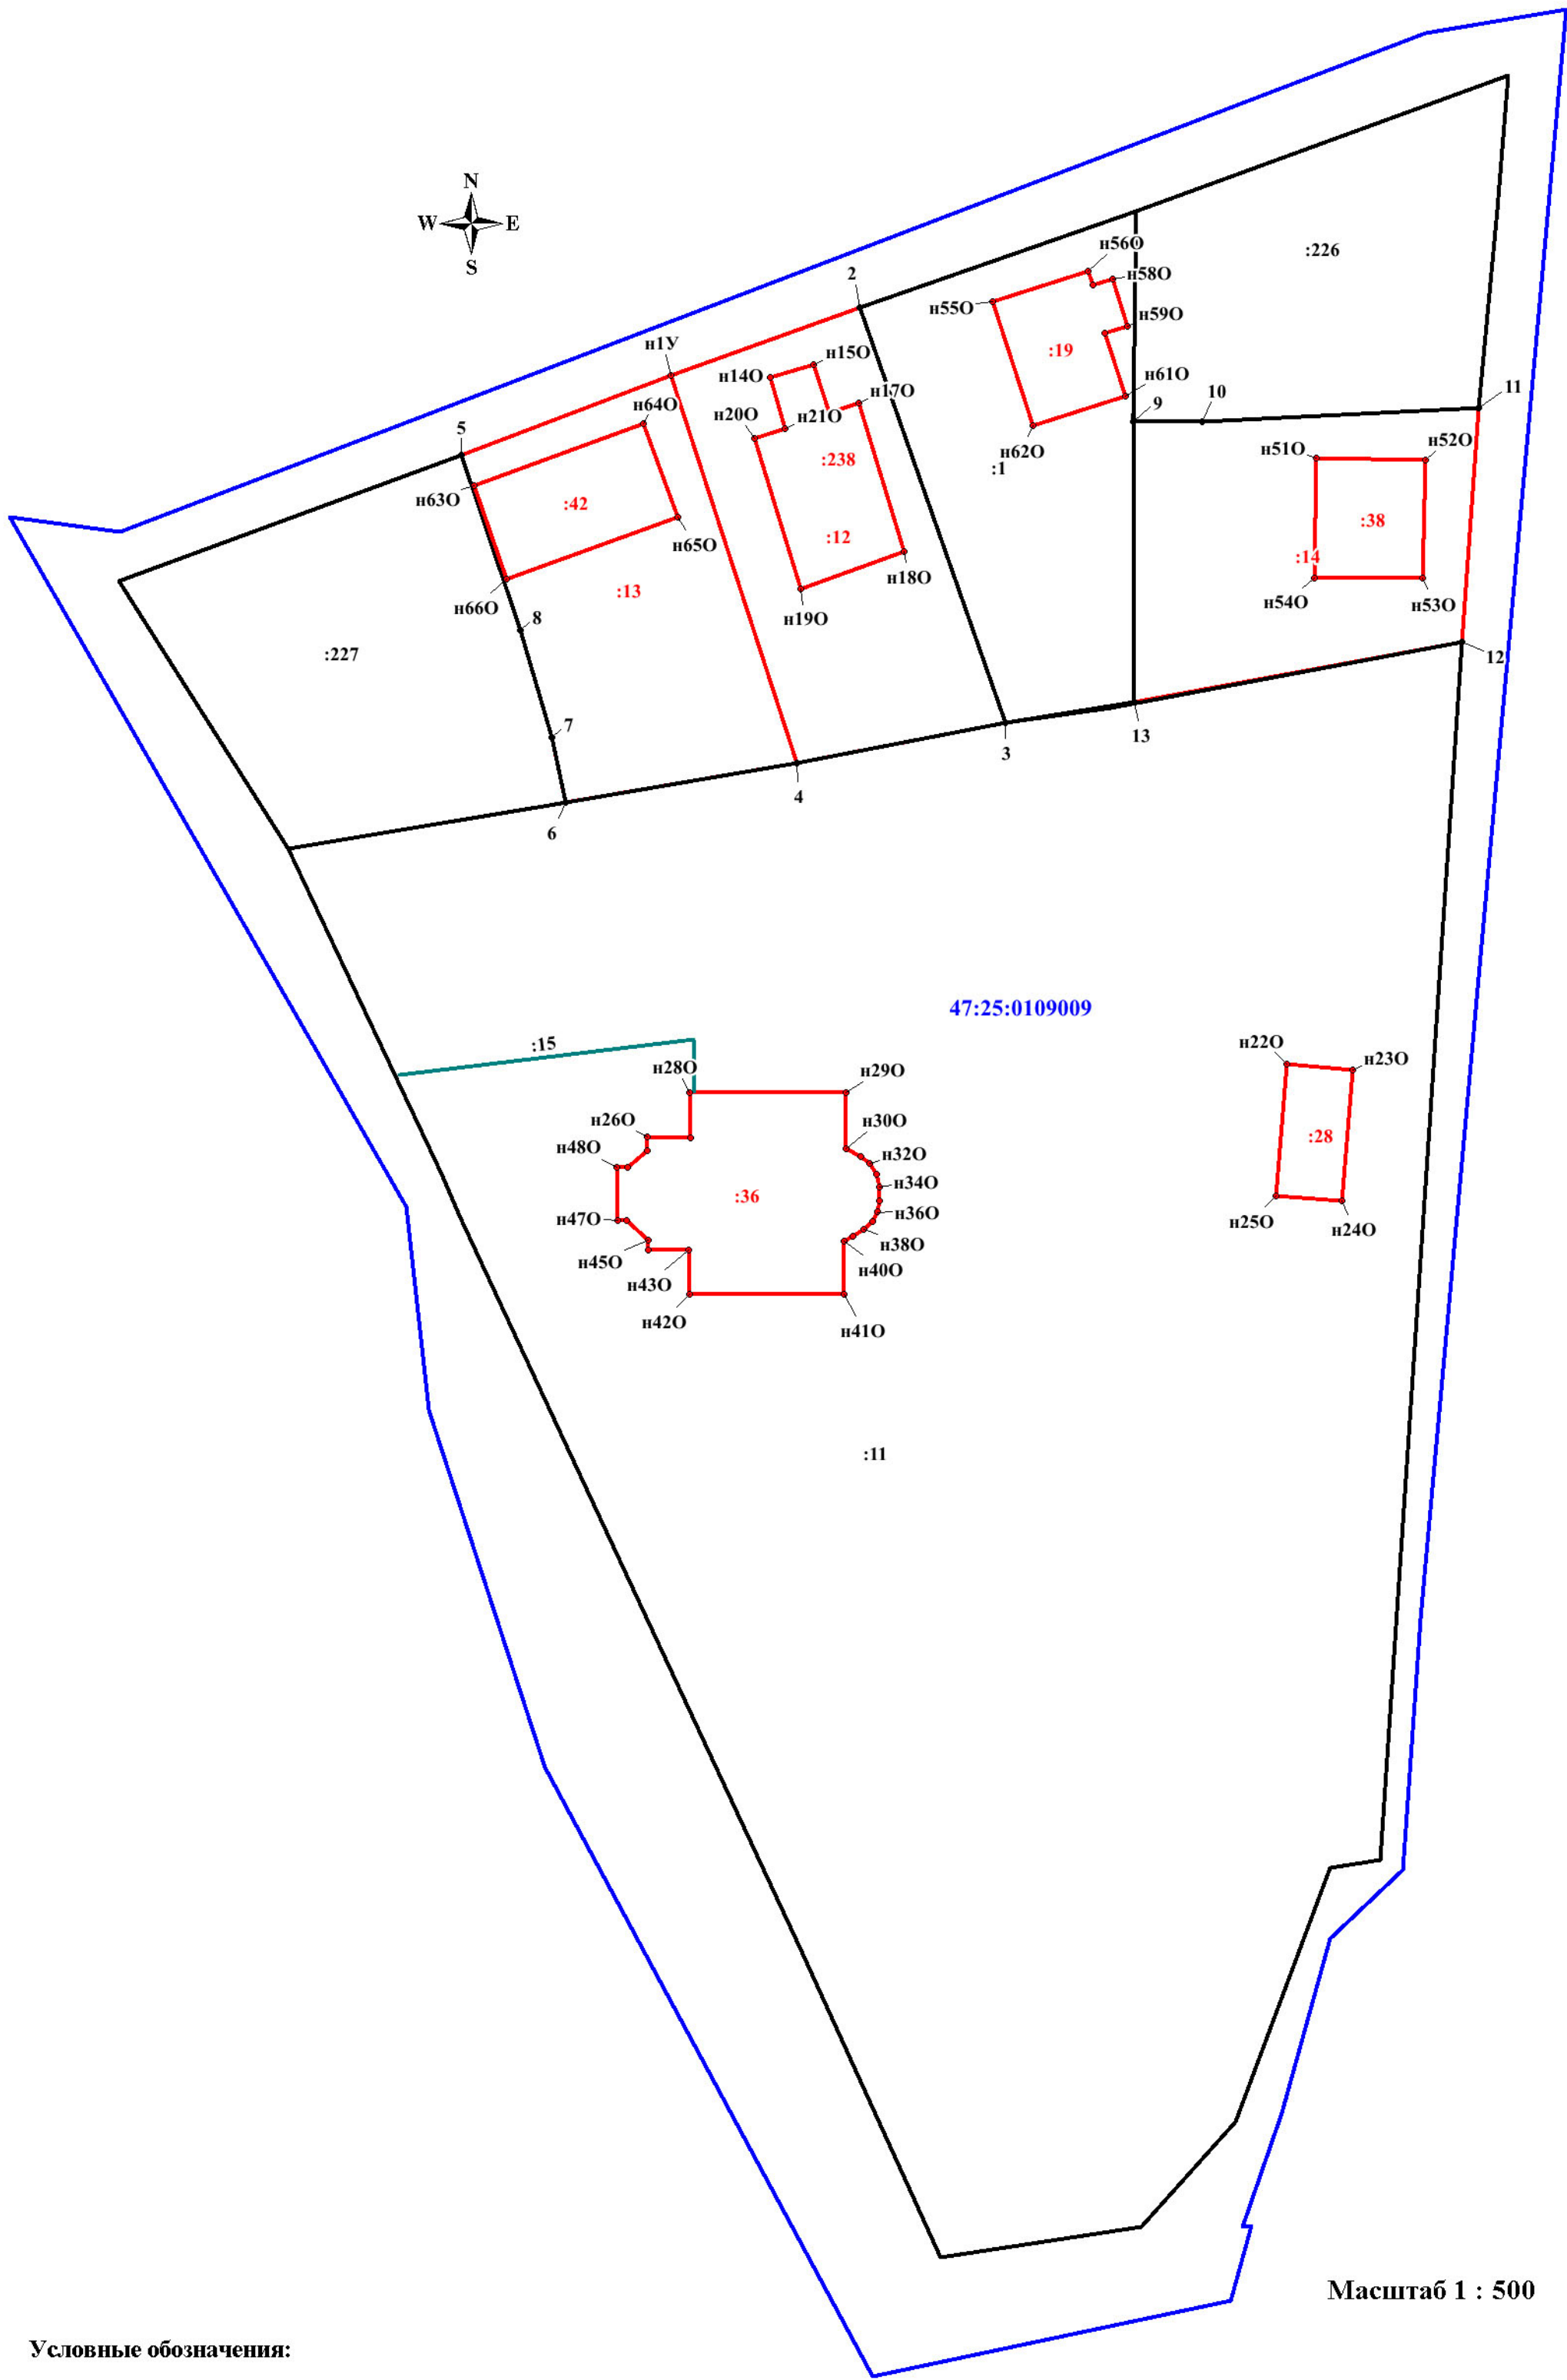 N
W E
S
2
н56О
:226
н58О
н55О
н59О
н1У
н15О
:19
н14О
н61О
11
н17О
10
9
н64О
н20О
н21О
5
н51О
н52О
н62О
:238
:1
н63О
:42
:38
:12
н65О
:14
н18О
:13
н66О
н54О
н53О
8
н19О
:227
12
7
13
3
4
6
47:25:0109009
:15
н22О
н23О
н28О
н29О
н26О
н30О
:28
н48О
н32О
н34О
:36
н36О
н47О
н25О
н24О
н38О
н45О
н40О
н43О
н42О
н41О
:11
Масштаб 1 : 500
Условные обозначения: